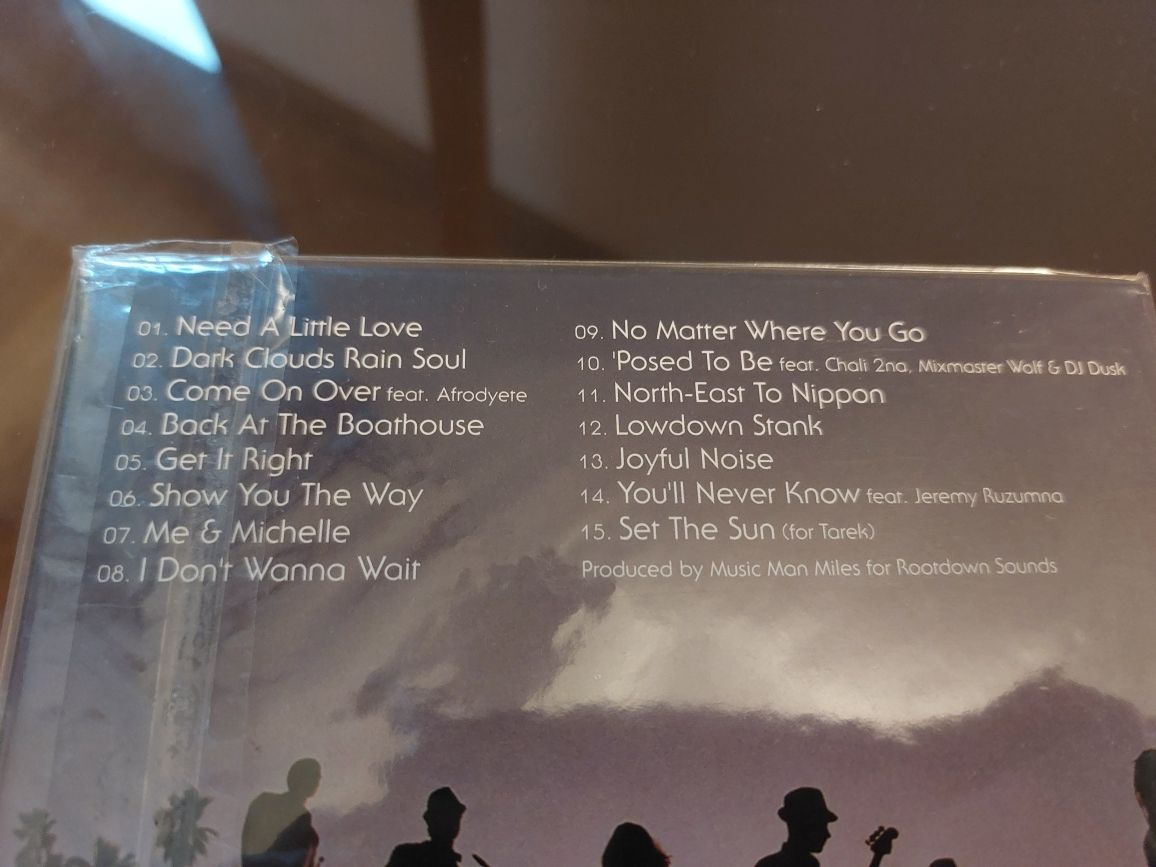 01. Need A Little Love
02. Dark Clouds Rain Soul
03. Come On Over feat. Afrodyete
04. Back At The Boathouse
05. Get It Right
06. Show You The Way
07. Me & Michelle
08. I Don't Wanna Wait
09. No Matter Where You Go
10. 'Posed To Be feat. Chali 2na, Mixmaster Wolf & DJ Dusk
11. North-East To Nippon
12. Lowdown Stank
13. Joyful Noise
14. You'll Never Know feat. Jeremy Ruzumna
15. Set The Sun (for Tarek)
Produced by Music Man Miles for Rootdown Sounds